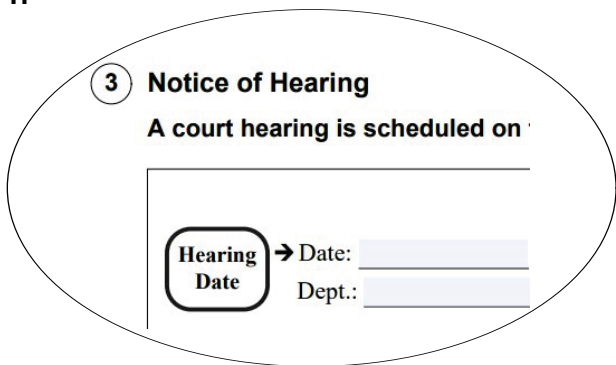 3 Notice of Hearing
A court hearing is scheduled on
Hearing
Date
→ Date:
Dept.: